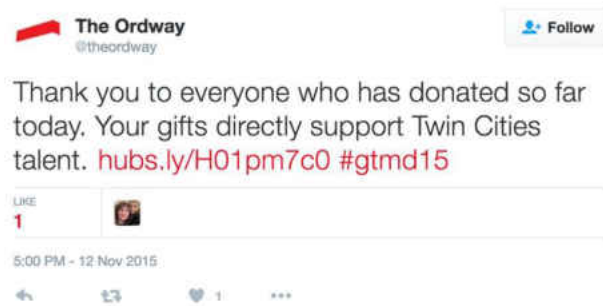 The Ordway
@theordway
Follow
Thank you to everyone who has donated so far
today. Your gifts directly support Twin Cities
talent. hubs.ly/H01pm7c0 #gtmd15
LIKE
1
5:00 PM - 12 Nov 2015
1